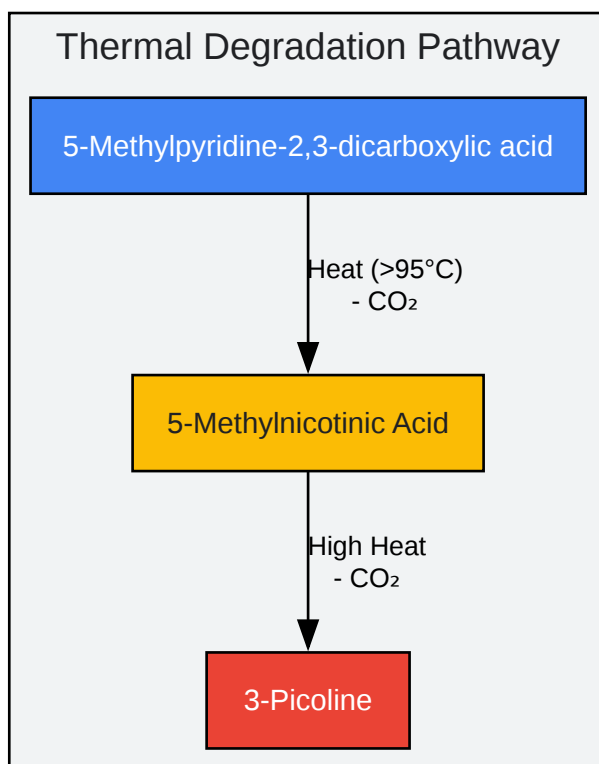 Thermal Degradation Pathway
5-Methylpyridine-2,3-dicarboxylic acid
Heat (>95°C)
- CO₂
5-Methylnicotinic Acid
High Heat
- CO₂
3-Picoline